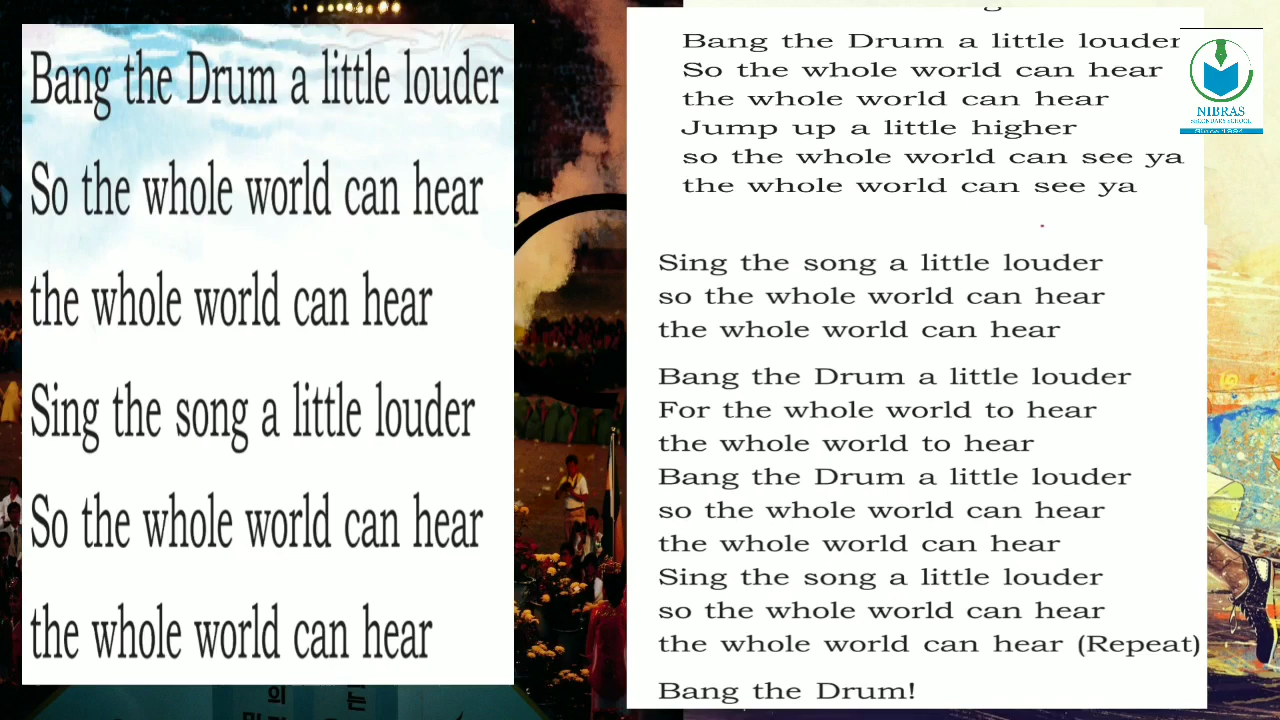 Bang the Drum a little louder
So the whole world can hear
the whole world can hear
Sing the song a little louder
So the whole world can hear
the whole world can hear
Bang the Drum a little louder
So the whole world can hear
the whole world can hear
Jump up a little higher
so the whole world can see ya
the whole world can see ya
Sing the song a little louder
so the whole world can hear
the whole world can hear
Bang the Drum a little louder
For the whole world to hear
the whole world to hear
Bang the Drum a little louder
so the whole world can hear
the whole world can hear
Sing the song a little louder
so the whole world can hear
the whole world can hear (Repeat)
Bang the Drum!
NIBRAS
SECONDARY SCHOOL
Since 1994
의
는